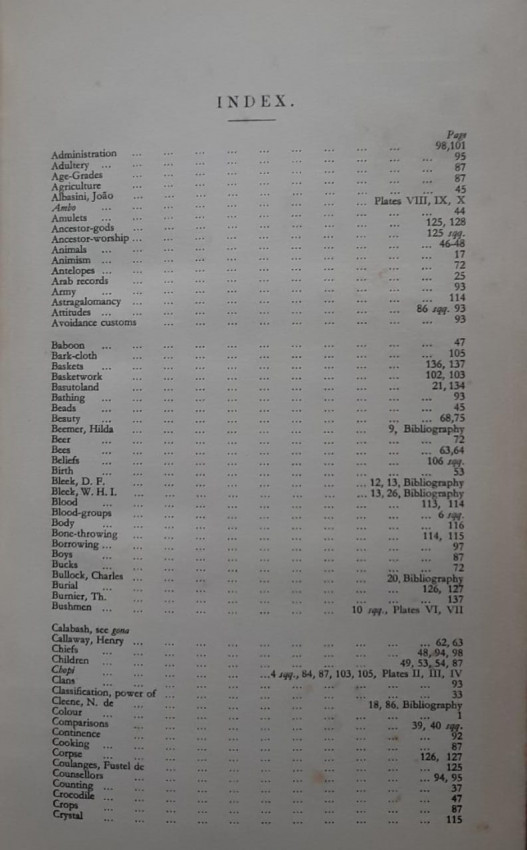 INDEX.
Page
Administration ... 98,101
Adultery ... 95
Age-Grades ... 87
Agriculture ... 87
Albasini, João ... 45
Ambo ... Plates VIII, IX, X
Amulets ... 44
Ancestor-gods ... 125, 128
Ancestor-worship ... 125 sqq.
Animals ... 46-48
Animism ... 17
Antelopes ... 72
Arab records ... 25
Army ... 93
Astragalomancy ... 114
Attitudes ... 86 sqq. 93
Avoidance customs ... 93
Baboon ... 47
Bark-cloth ... 105
Baskets ... 136, 137
Basketwork ... 102, 103
Basutoland ... 21, 134
Bathing ... 93
Beads ... 45
Beauty ... 68,75
Beemer, Hilda ... 9, Bibliography
Beer ... 72
Bees ... 63,64
Beliefs ... 106 sqq.
Birth ... 53
Bleek, D. F. ... 12, 13, Bibliography
Bleek, W. H. I. ... 13, 26, Bibliography
Blood ... 113, 114
Blood-groups ... 6 sqq.
Body ... 116
Bone-throwing ... 114, 115
Borrowing ... 97
Boys ... 87
Bucks ... 72
Bullock, Charles ... 20, Bibliography
Burial ... 126, 127
Burnier, Th. ... 137
Bushmen ... 10 sqq., Plates VI, VII
Calabash, see gona
Callaway, Henry ... 62, 63
Chiefs ... 48, 94, 98
Children ... 49, 53, 54, 87
Chopi ... 4 sqq., 84, 87, 103, 105, Plates II, III, IV
Clans ... 93
Classification, power of ... 33
Cleene, N. de ... 18, 86, Bibliography
Colour ... 1
Comparisons ... 39, 40 sqq.
Continence ... 92
Cooking ... 87
Corpse ... 126, 127
Coulanges, Fustel de ... 125
Counsellors ... 94, 95
Counting ... 37
Crocodile ... 47
Crops ... 87
Crystal ... 115